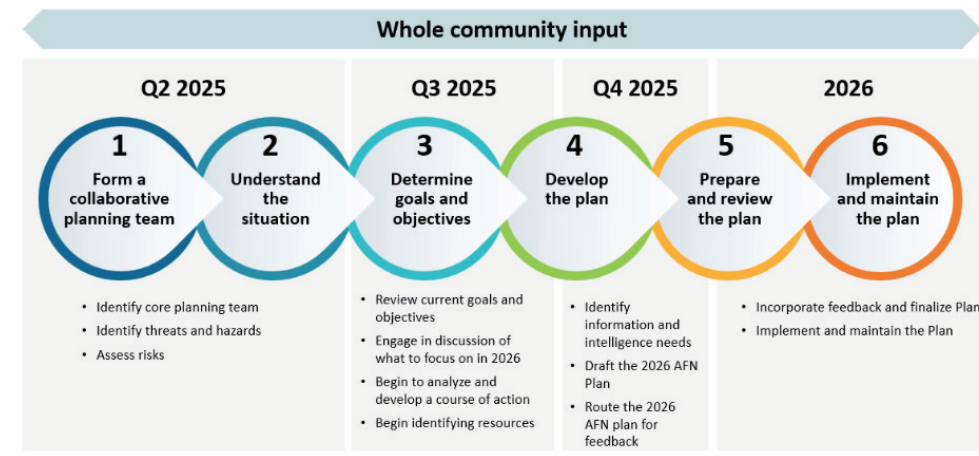 Whole community input
Q2 2025
Q3 2025
Q4 2025
2026
1
Form a
collaborative
planning team
2
Understand
the
situation
3
Determine
goals and
objectives
4
Develop
the plan
5
Prepare
and review
the plan
6
Implement
and maintain
the plan
• Identify core planning team
• Identify threats and hazards
• Assess risks
• Review current goals and
objectives
• Engage in discussion of
what to focus on in 2026
• Begin to analyze and
develop a course of action
• Begin identifying resources
• Identify
information and
intelligence needs
• Draft the 2026 AFN
Plan
• Route the 2026
AFN plan for
feedback
• Incorporate feedback and finalize Plan
• Implement and maintain the Plan